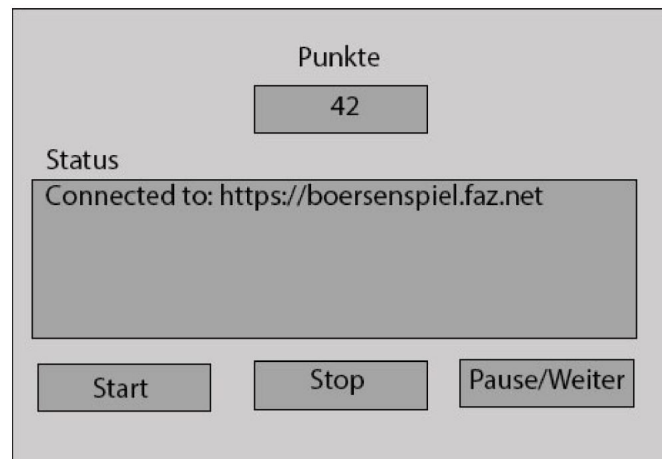 Punkte
42
Status
Connected to: https://boersenspiel.faz.net
Start
Stop
Pause/Weiter